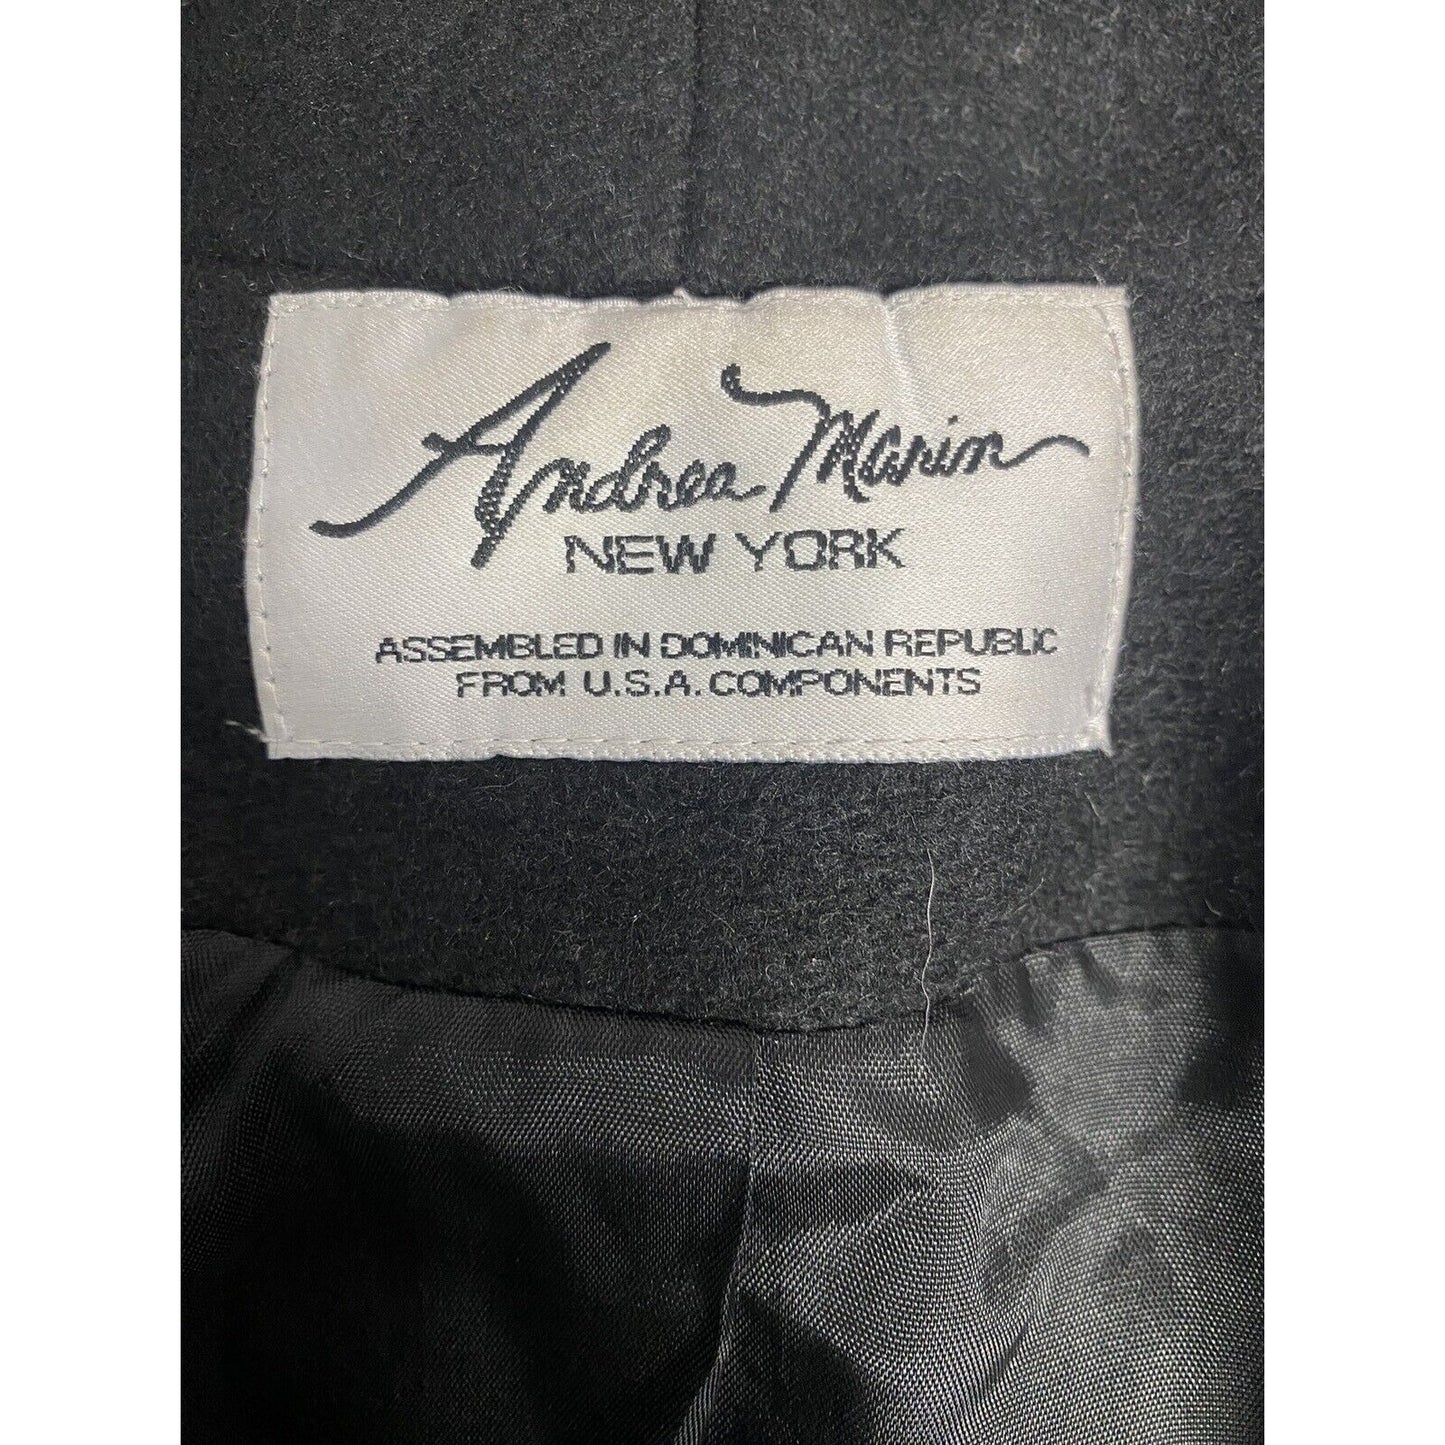 Andrea Marin
NEW YORK
ASSEMBLED IN DOMINICAN REPUBLIC
FROM U.S.A. COMPONENTS